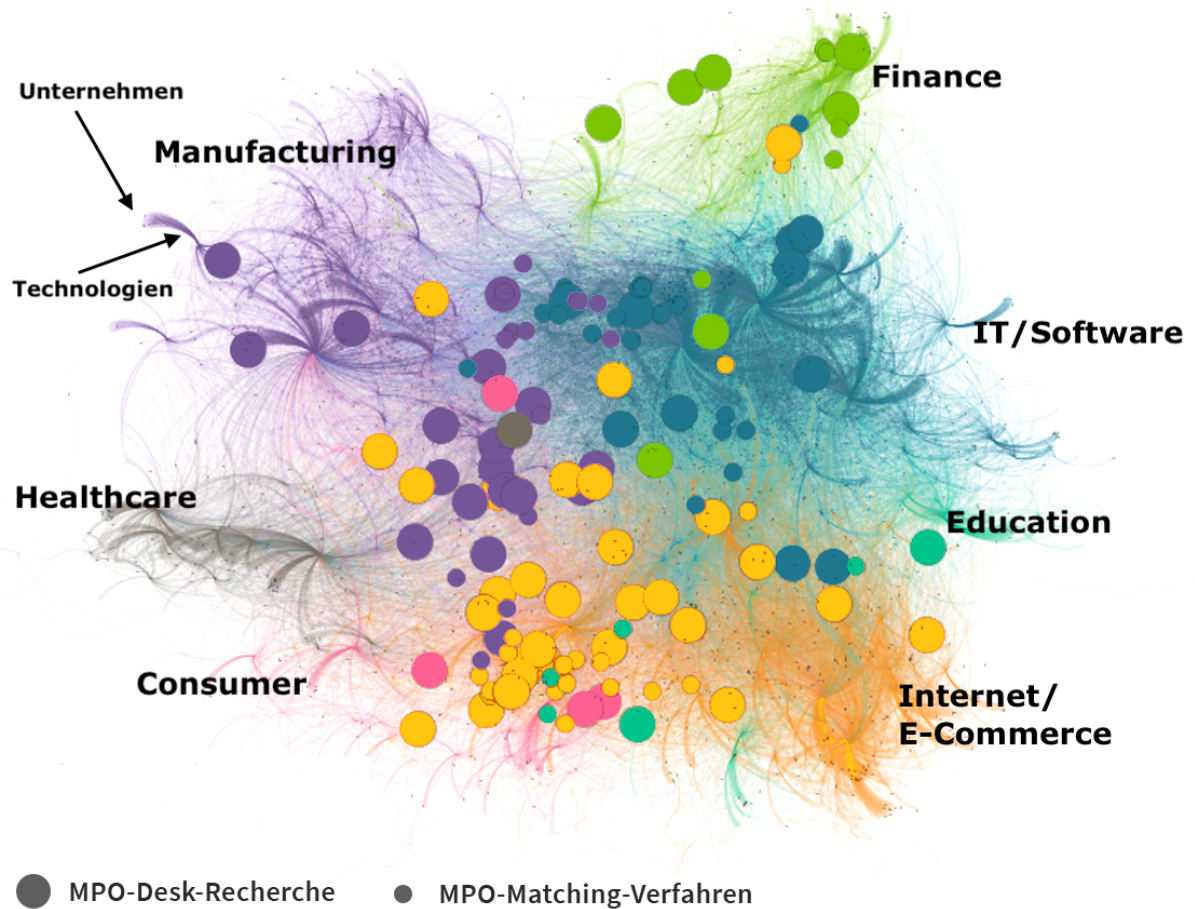 Unternehmen
Finance
Manufacturing
Technologien
IT/Software
Healthcare
Education
Consumer
Internet/
E-Commerce
MPO-Desk-Recherche
MPO-Matching-Verfahren